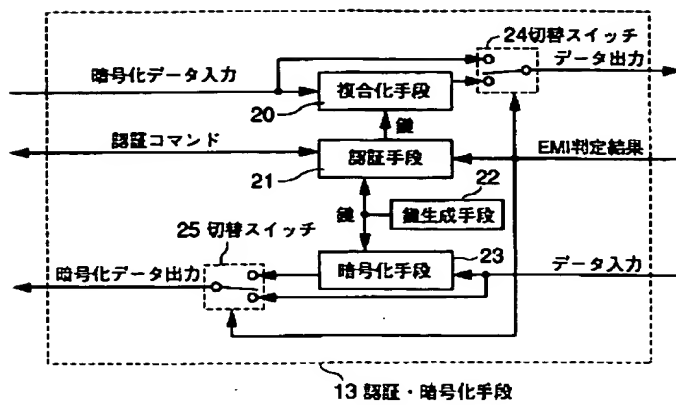 24切替スイッチ
データ出力
暗号化データ入力
複合化手段
20
鍵
認証コマンド
認証手段
EMI判定結果
21
22
鍵
鍵生成手段
25 切替スイッチ
23
暗号化データ出力
暗号化手段
データ入力
13 認証・暗号化手段